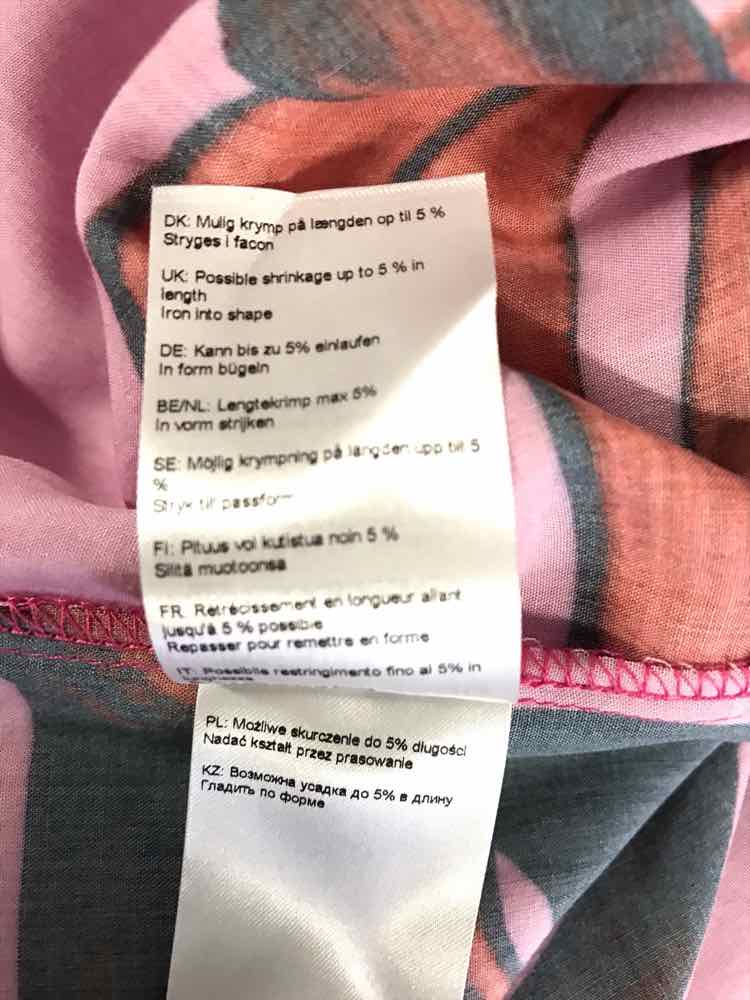 DK: Mulig krymp på længden op til 5 %
Stryges i facon
UK: Possible shrinkage up to 5 % in
length
Iron into shape
DE: Kann bis zu 5% einlaufen
In form bügeln
BE/NL: Lengtekrimp max 5%
In vorm strijken
SE: Möjlig krympning på längden upp till 5
%
Stryk till passform
FI: Pituus voi kutistua noin 5 %
Silitä muotoonsa
FR: Rétrécissement en longueur allant
jusqu'à 5 % possible
Repasser pour remettre en forme
IT: Possibile restringimento fino al 5% in
PL: Możliwe skurczenie do 5% długości
Nadać kształt przez prasowanie
KZ: Возможна усадка до 5% в длину
Гладить по форме